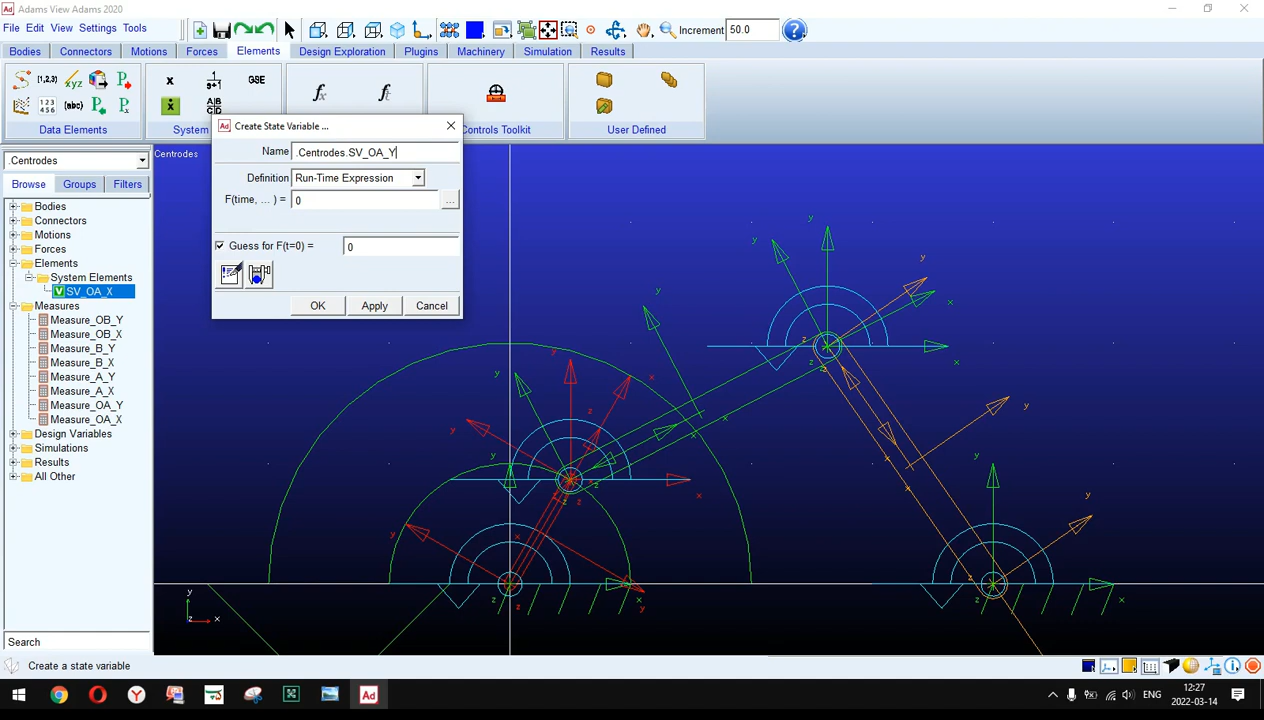 Adams View Adams 2020
File Edit View Settings Tools
Increment 50.0
Bodies Connectors Motions Forces Elements Design Exploration Plugins Machinery Simulation Results
Data Elements
System
Controls Toolkit
User Defined
Create State Variable ...
Name .Centrodes.SV_OA_Y
Definition Run-Time Expression
F(time, ... ) = 0 ...
Guess for F(t=0) = 0
OK Apply Cancel
.Centrodes
Centrodes
Browse Groups Filters
Bodies
Connectors
Motions
Forces
Elements
System Elements
SV_OA_X
Measures
Measure_OB_Y
Measure_OB_X
Measure_B_Y
Measure_B_X
Measure_A_Y
Measure_A_X
Measure_OA_Y
Measure_OA_X
Design Variables
Simulations
Results
All Other
Search
Create a state variable
ENG
12:27
2022-03-14